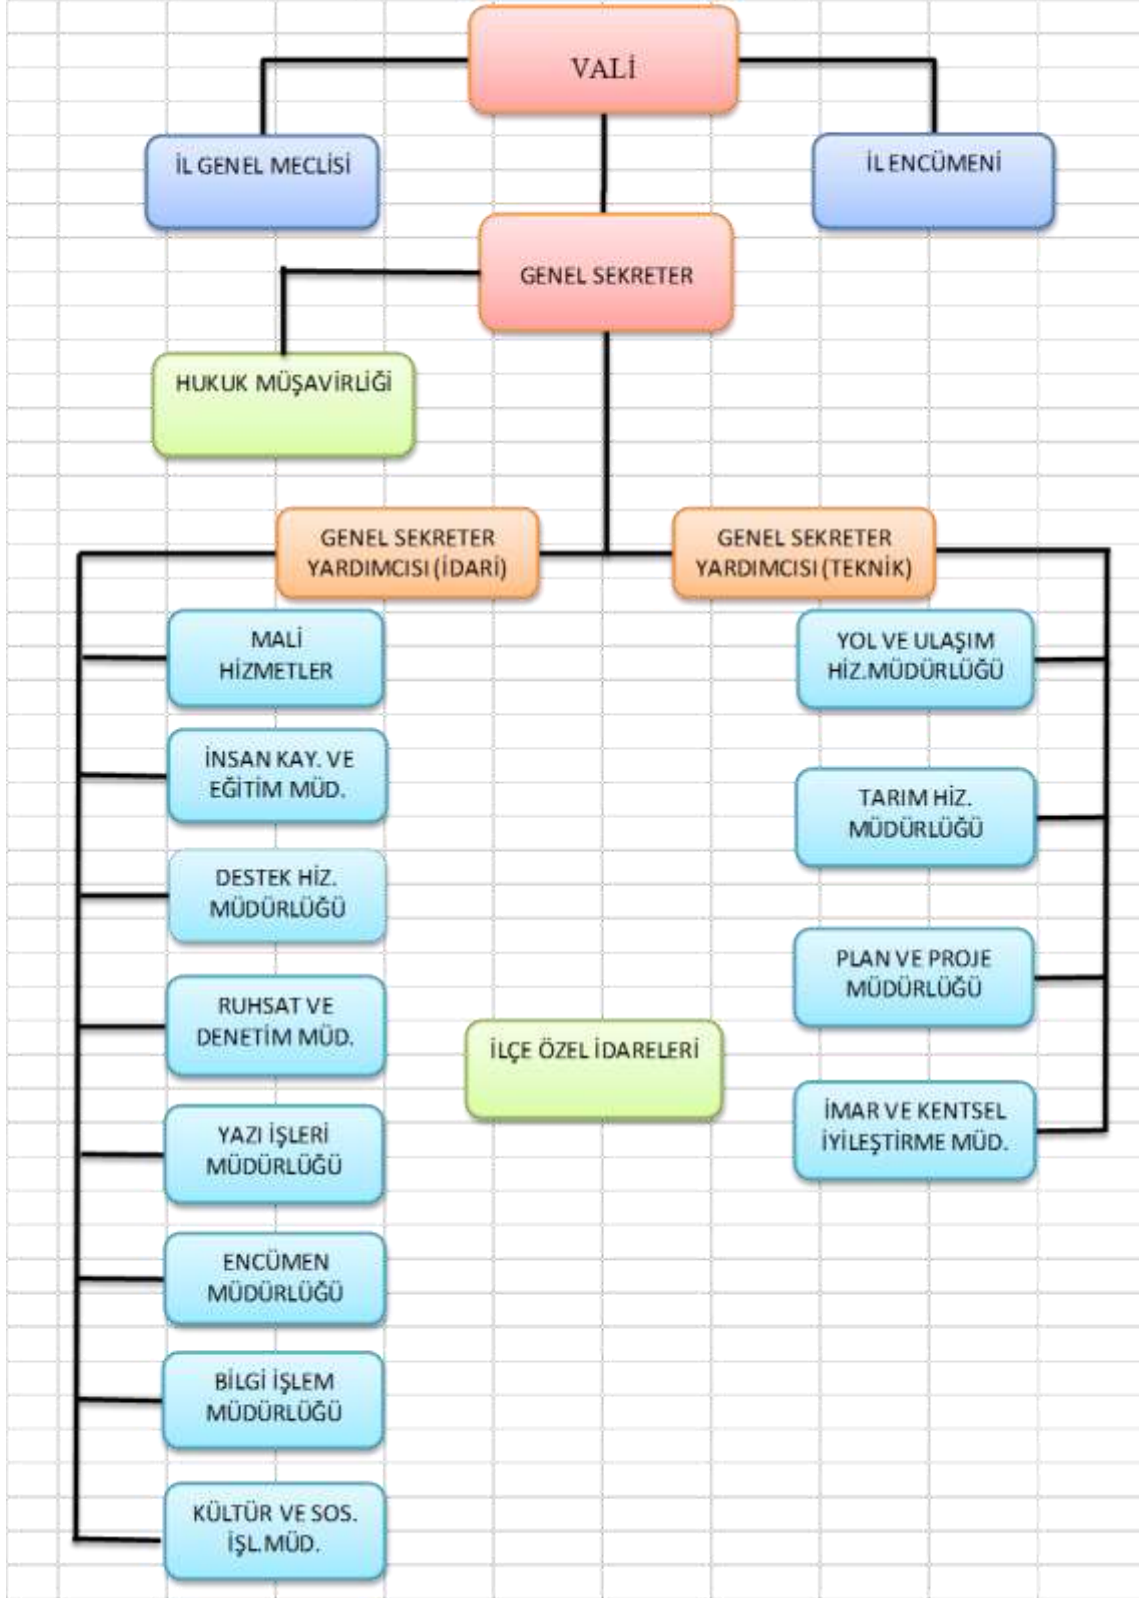 VALİ
İL GENEL MECLİSİ
İL ENCÜMENİ
GENEL SEKRETER
HUKUK MÜŞAVİRLİĞİ
GENEL SEKRETER
YARDIMCISI (İDARİ)
GENEL SEKRETER
YARDIMCISI (TEKNİK)
MALİ
HİZMETLER
İNSAN KAY. VE
EĞİTİM MÜD.
DESTEK HİZ.
MÜDÜRLÜĞÜ
RUHSAT VE
DENETİM MÜD.
YAZI İŞLERİ
MÜDÜRLÜĞÜ
ENCÜMEN
MÜDÜRLÜĞÜ
BİLGİ İŞLEM
MÜDÜRLÜĞÜ
KÜLTÜR VE SOS.
İŞL.MÜD.
İLÇE ÖZEL İDARELERİ
YOL VE ULAŞIM
HİZ.MÜDÜRLÜĞÜ
TARIM HİZ.
MÜDÜRLÜĞÜ
PLAN VE PROJE
MÜDÜRLÜĞÜ
İMAR VE KENTSEL
İYİLEŞTİRME MÜD.